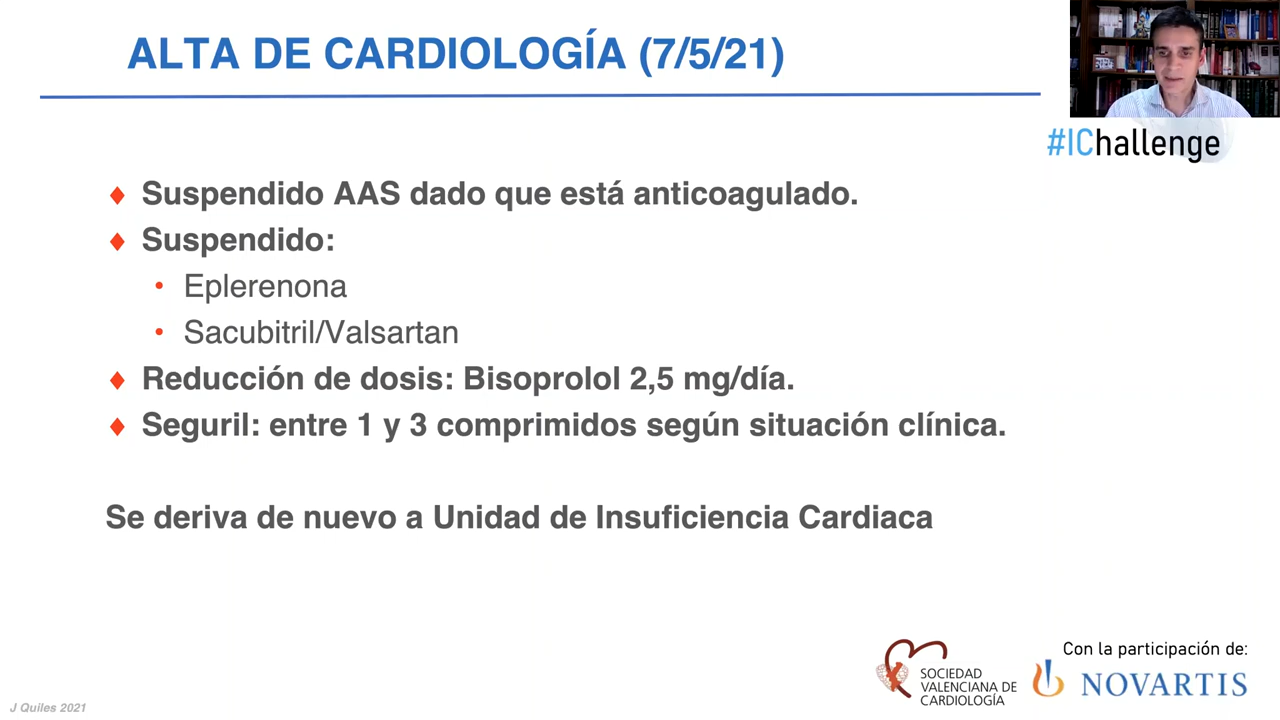 ALTA DE CARDIOLOGÍA (7/5/21)
#IChallenge
Suspendido AAS dado que está anticoagulado.
Suspendido:
Eplerenona
Sacubitril/Valsartan
Reducción de dosis: Bisoprolol 2,5 mg/día.
Seguril: entre 1 y 3 comprimidos según situación clínica.
Se deriva de nuevo a Unidad de Insuficiencia Cardiaca
Con la participación de:
SOCIEDAD
VALENCIANA DE
CARDIOLOGÍA
NOVARTIS
J Quiles 2021